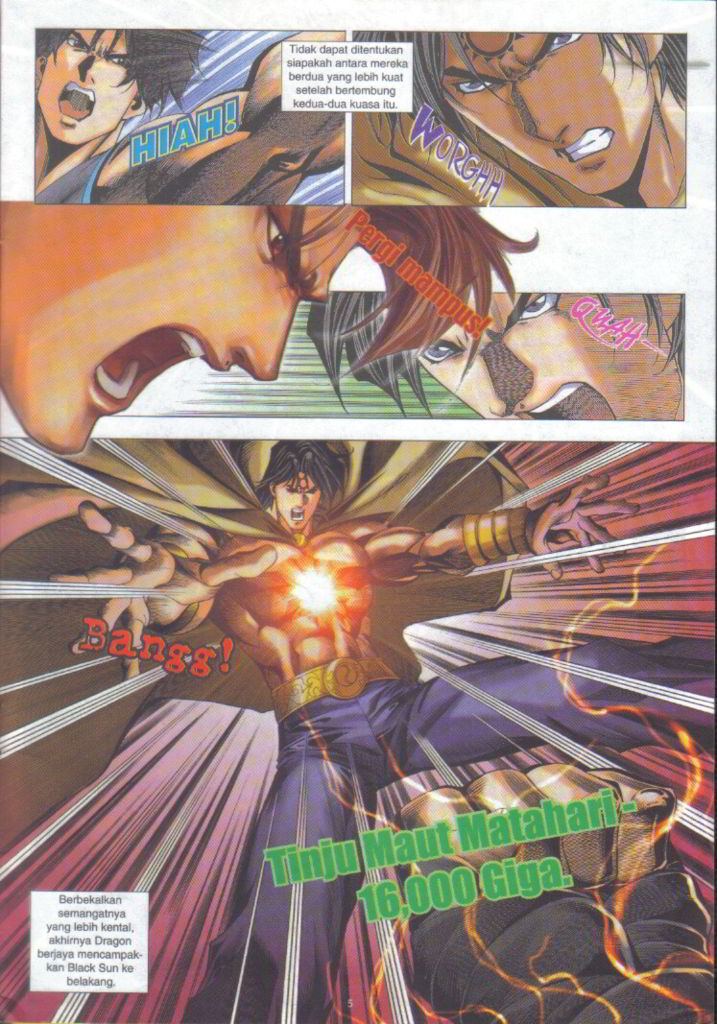 Tidak dapat ditentukan
siapakah antara mereka
berdua yang lebih kuat
setelah bertembung
kedua-dua kuasa itu.
HIAH!
WORGHH
Pergi mampus!
QUAH
Bangg!
Tinju Maut Matahari -
16,000 Giga.
Berbekalkan
semangatnya
yang lebih kental,
akhirnya Dragon
berjaya mencampak-
kan Black Sun ke
belakang.
5